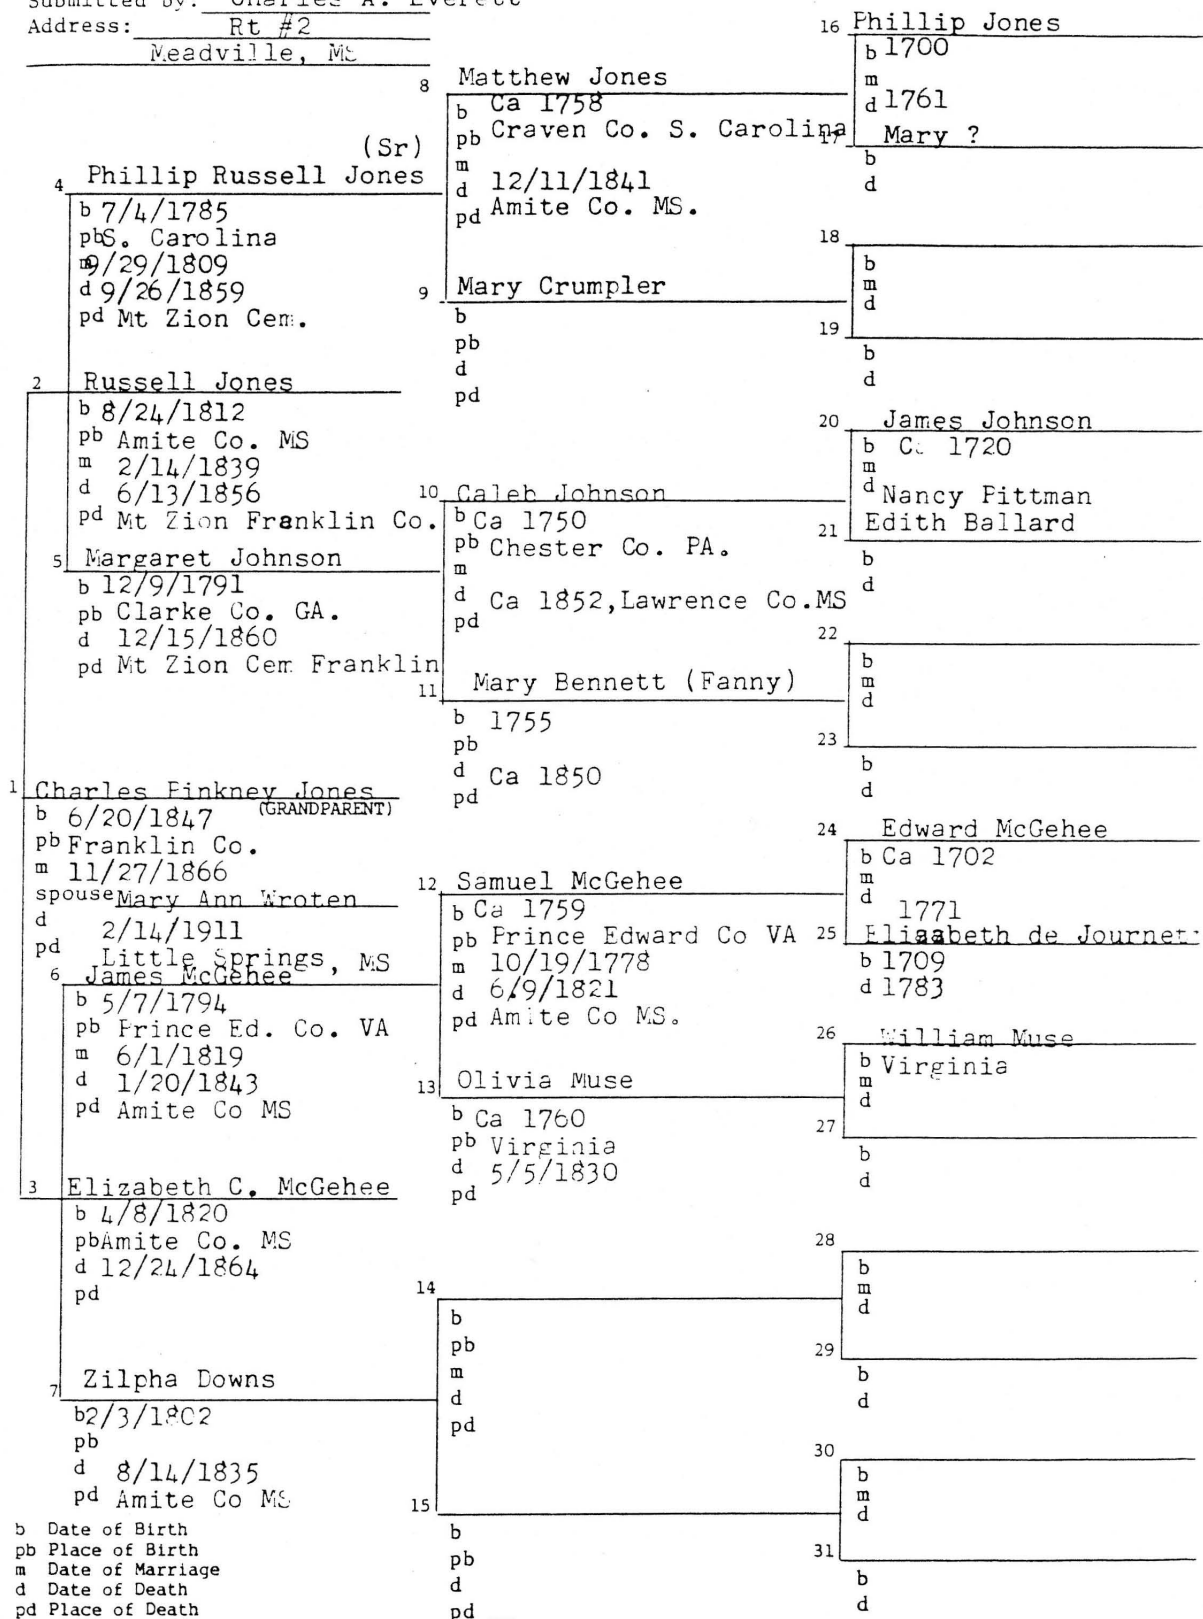 Submitted by: Charles A. Everett
Address: Rt #2
Meadville, MS
16 Phillip Jones
b 1700
m
d 1761
17 Mary ?
b
d
8 Matthew Jones
b Ca 1758
pb Craven Co. S. Carolina
m
d 12/11/1841
pd Amite Co. MS.
(Sr)
4 Phillip Russell Jones
b 7/4/1785
pb S. Carolina
m 9/29/1809
d 9/26/1859
pd Mt Zion Cem.
18
b
m
d
9 Mary Crumpler
b
pb
d
pd
19
b
d
2 Russell Jones
b 8/24/1812
pb Amite Co. MS
m 2/14/1839
d 6/13/1856
pd Mt Zion Franklin Co.
20 James Johnson
b Ca 1720
m
d Nancy Pittman
21 Edith Ballard
b
d
10 Caleb Johnson
b Ca 1750
pb Chester Co. PA.
m
d Ca 1852, Lawrence Co.MS
pd
5 Margaret Johnson
b 12/9/1791
pb Clarke Co. GA.
d 12/15/1860
pd Mt Zion Cem Franklin
22
b
m
d
11 Mary Bennett (Fanny)
b 1755
pb
d Ca 1850
pd
23
b
d
1 Charles Pinkney Jones
(GRANDPARENT)
b 6/20/1847
pb Franklin Co.
m 11/27/1866
spouse Mary Ann Wroten
d 2/14/1911
pd Little Springs, MS
24 Edward McGehee
b Ca 1702
m
d 1771
25 Elisabeth de Journet
b 1709
d 1783
12 Samuel McGehee
b Ca 1759
pb Prince Edward Co VA
m 10/19/1778
d 6/9/1821
pd Amite Co MS.
6 James McGehee
b 5/7/1794
pb Prince Ed. Co. VA
m 6/1/1819
d 1/20/1843
pd Amite Co MS
26 William Muse
b Virginia
m
d
13 Olivia Muse
b Ca 1760
pb Virginia
d 5/5/1830
pd
27
b
d
3 Elizabeth C. McGehee
b 4/8/1820
pb Amite Co. MS
d 12/24/1864
pd
28
b
m
d
14
b
pb
m
d
pd
29
b
d
7 Zilpha Downs
b 2/3/1802
pb
d 8/14/1835
pd Amite Co MS
30
b
m
d
15
b
pb
d
pd
31
b
d
b Date of Birth
pb Place of Birth
m Date of Marriage
d Date of Death
pd Place of Death